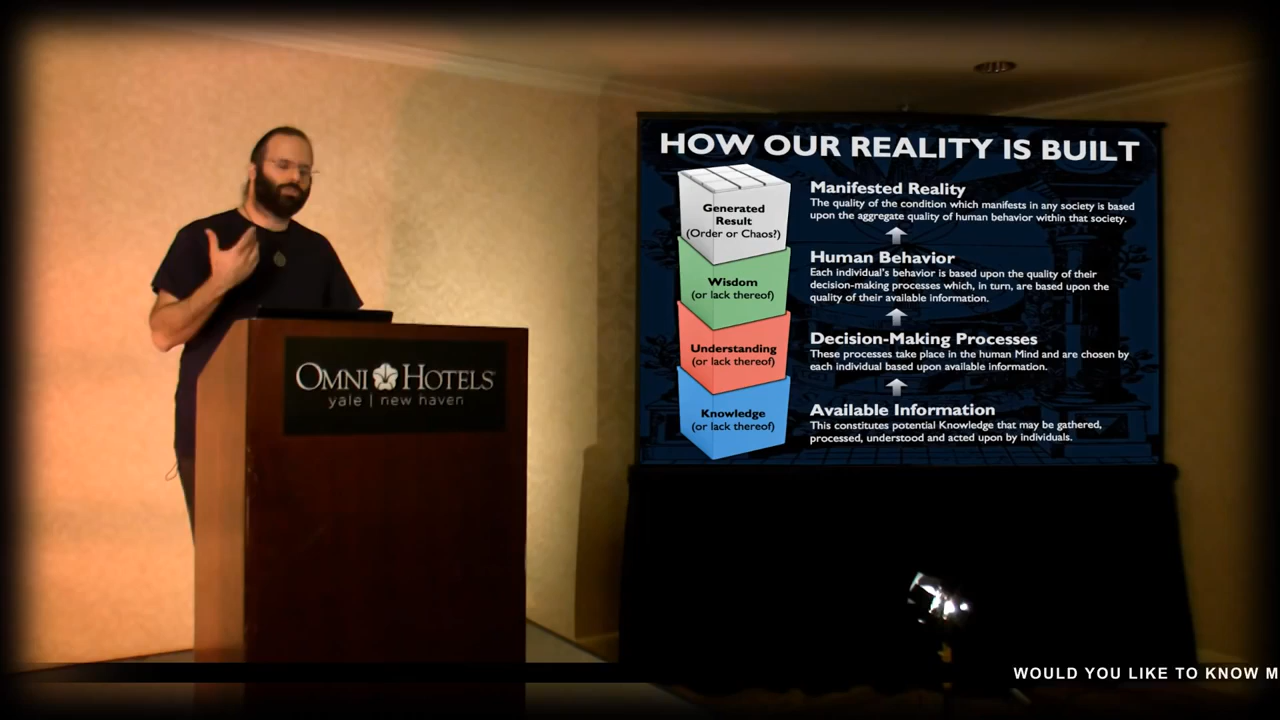 HOW OUR REALITY IS BUILT
Generated
Result
(Order or Chaos?)
Manifested Reality
The quality of the condition which manifests in any society is based
upon the aggregate quality of human behavior within that society.
Wisdom
(or lack thereof)
Human Behavior
Each individual's behavior is based upon the quality of their
decision-making processes which, in turn, are based upon the
quality of their available information.
Understanding
(or lack thereof)
Decision-Making Processes
These processes take place in the human Mind and are chosen by
each individual based upon available information.
Knowledge
(or lack thereof)
Available Information
This constitutes potential Knowledge that may be gathered,
processed, understood and acted upon by individuals.
OMNI HOTELS
yale | new haven
WOULD YOU LIKE TO KNOW M